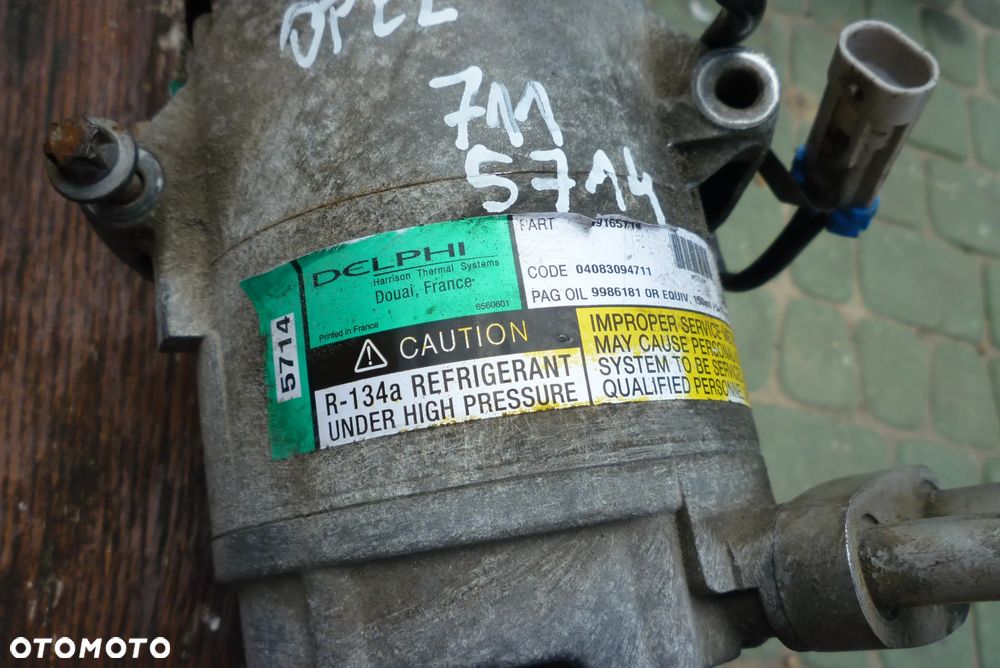 OPEL
7M
5714
DELPHI
Harrison Thermal Systems
Douai, France
6560601
Printed in France
5714
PART
CODE 04083094711
PAG OIL 9986181 OR EQUIV, 150ml
CAUTION
R-134a REFRIGERANT
UNDER HIGH PRESSURE
IMPROPER SERVICE
MAY CAUSE PERSONAL
SYSTEM TO BE SERVICED
QUALIFIED PERSONNEL
OTOMOTO